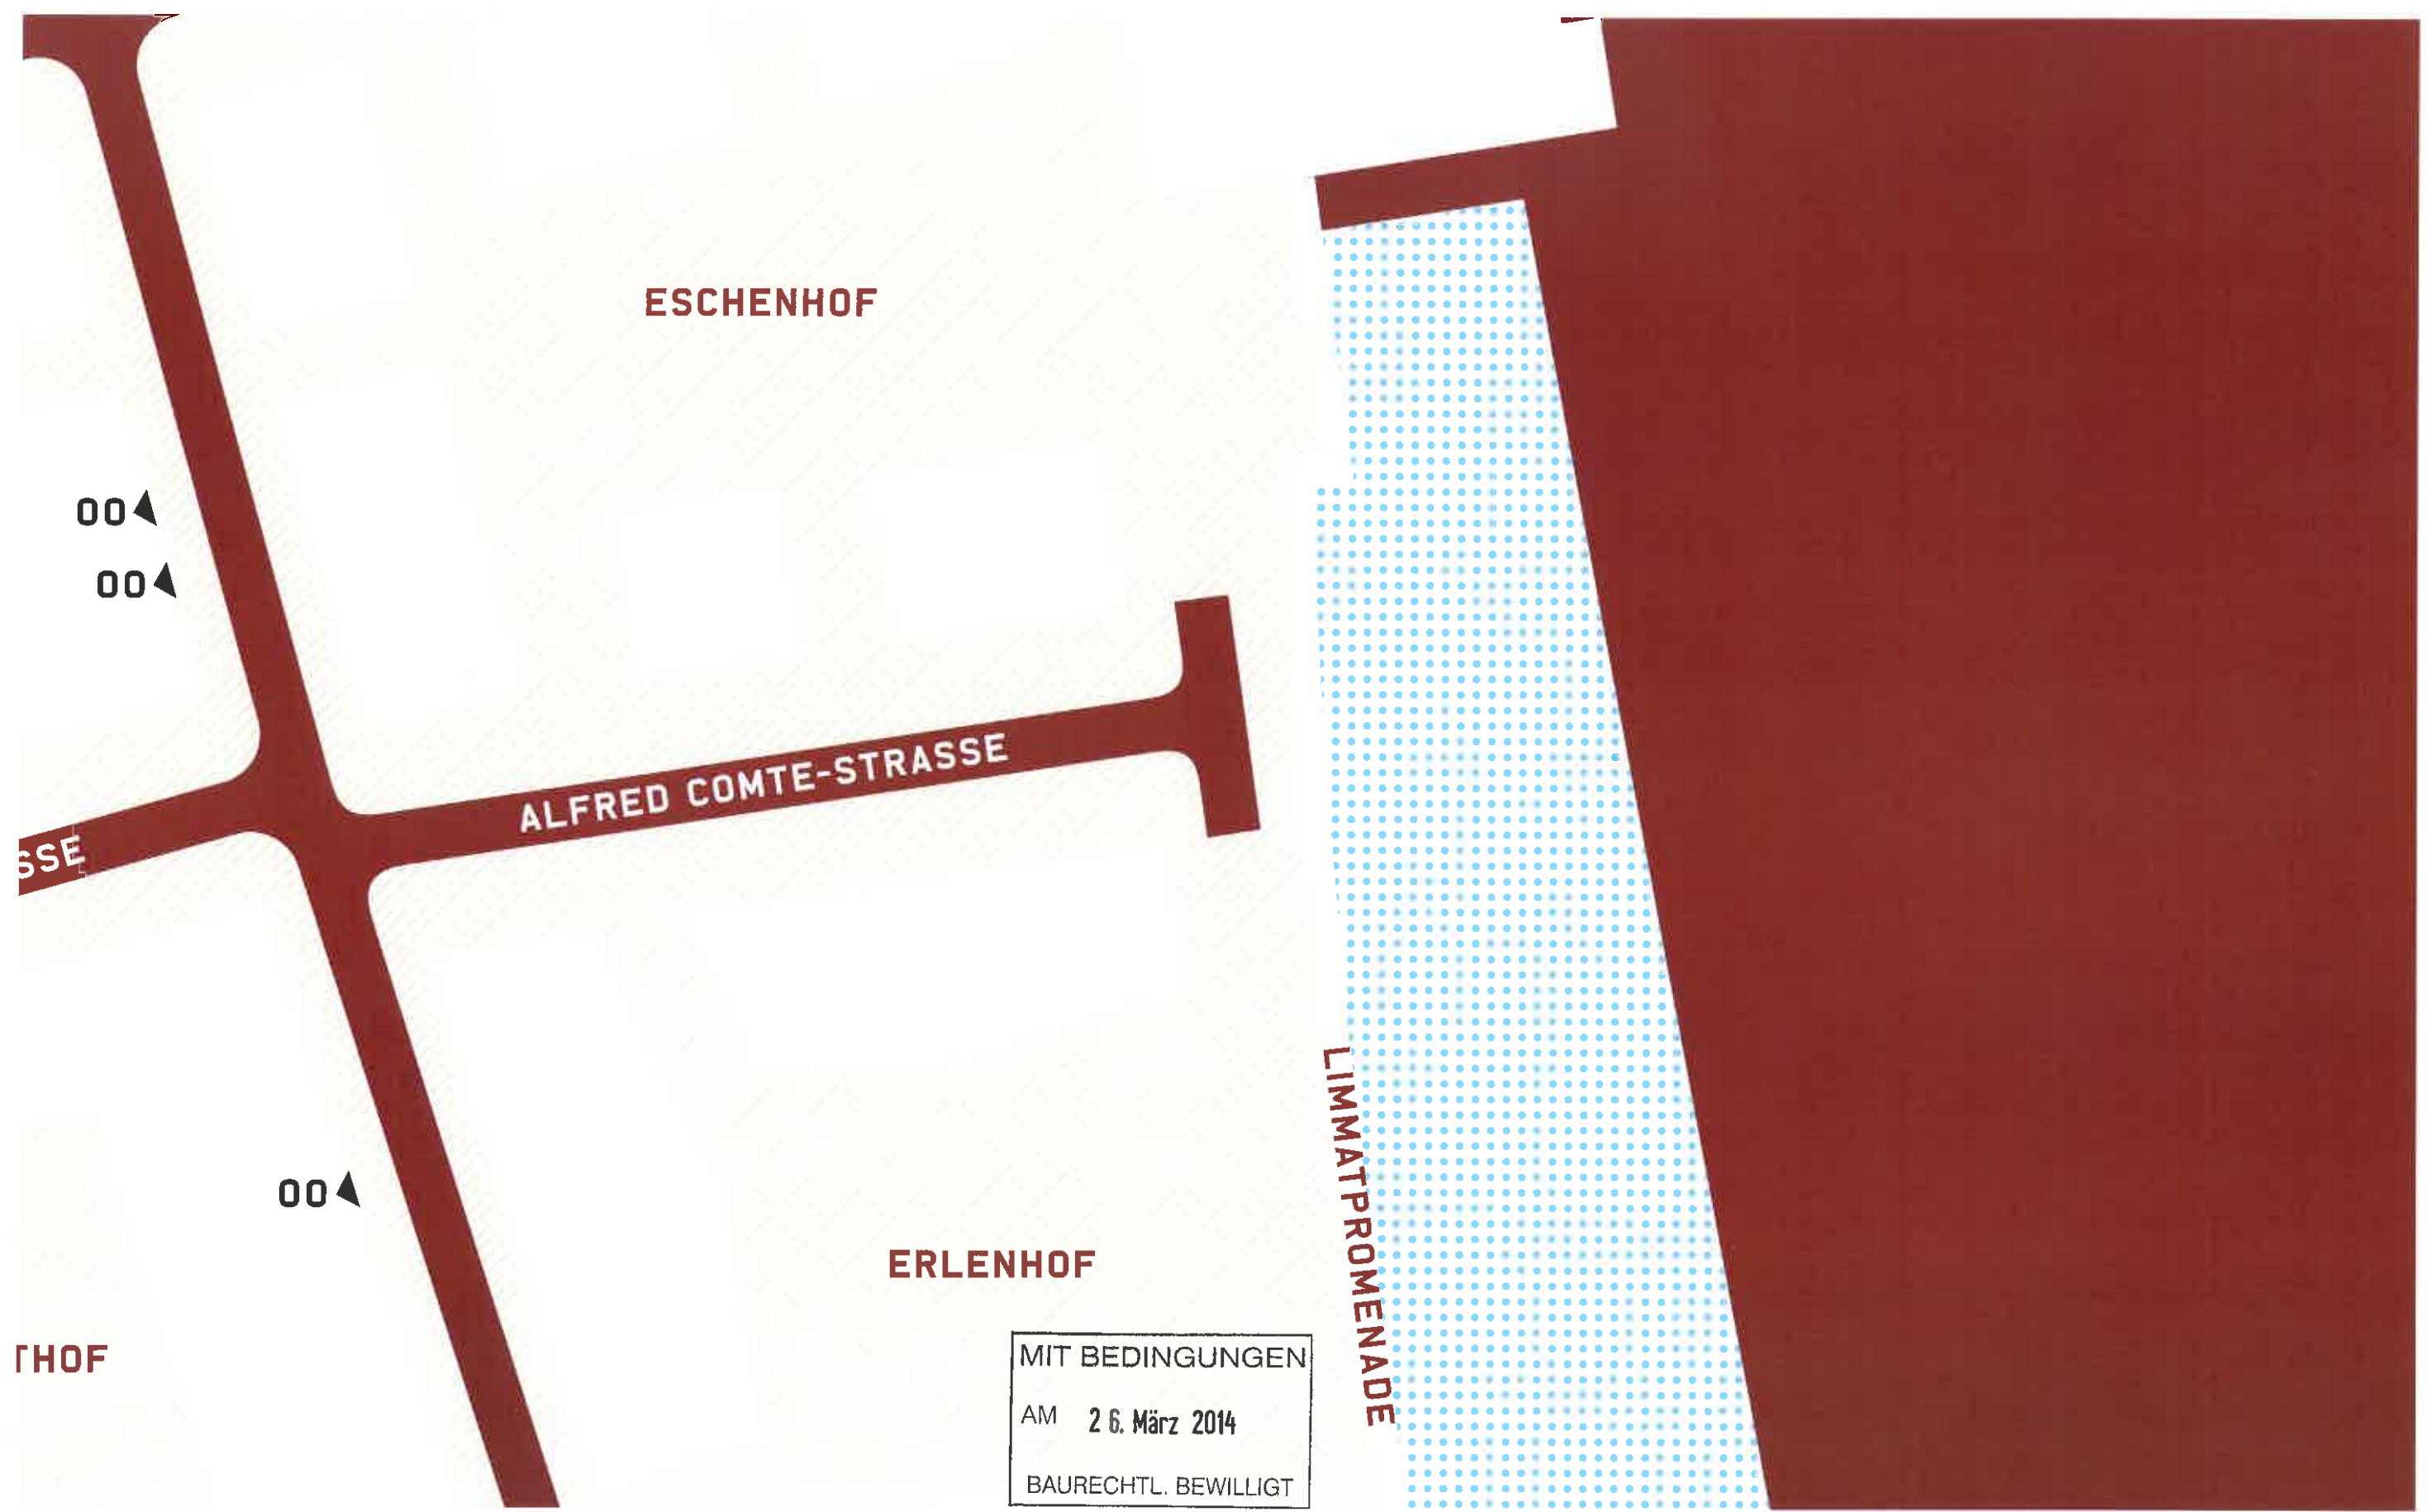 ESCHENHOF
00
00
ALFRED COMTE-STRASSE
SSE
LIMMATPROMENADE
00
ERLENHOF
THOF
MIT BEDINGUNGEN
AM 26. März 2014
BAURECHTL. BEWILLIGT